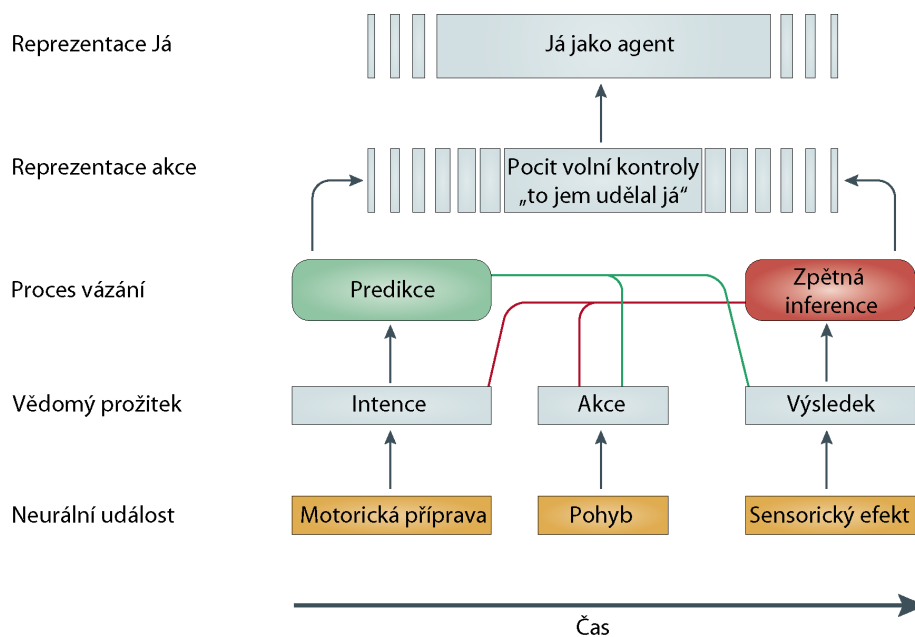 Reprezentace Já
Já jako agent
Reprezentace akce
Pocit volní kontroly
„to jem udělal já“
Proces vázání
Predikce
Zpětná
inference
Vědomý prožitek
Intence
Akce
Výsledek
Neurální událost
Motorická příprava
Pohyb
Sensorický efekt
Čas